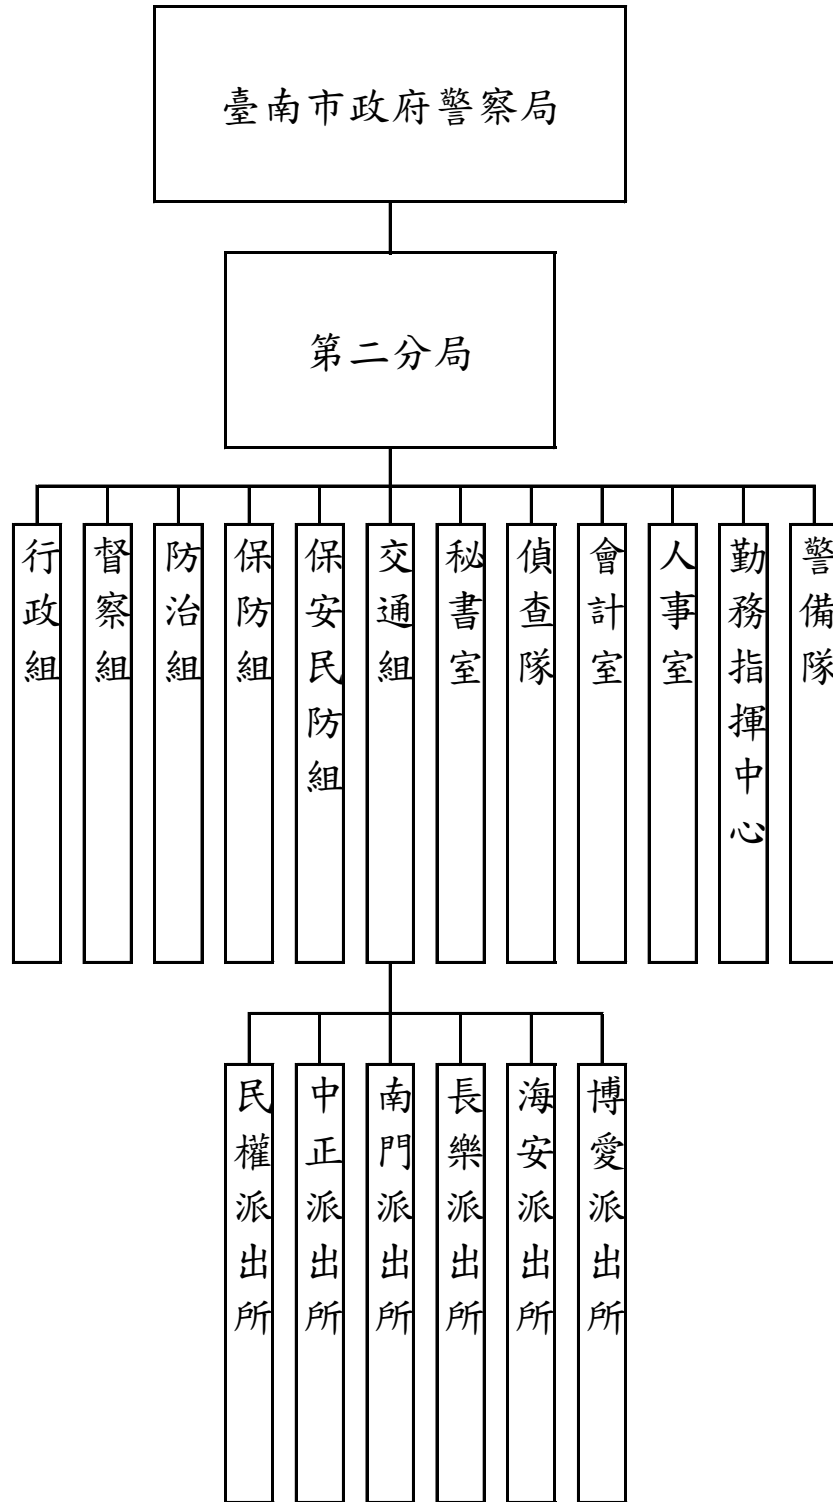 臺南市政府警察局
第二分局
行政組
督察組
防治組
保防組
保安民防組
交通組
秘書室
偵查隊
會計室
人事室
勤務指揮中心
警備隊
民權派出所
中正派出所
南門派出所
長樂派出所
海安派出所
博愛派出所